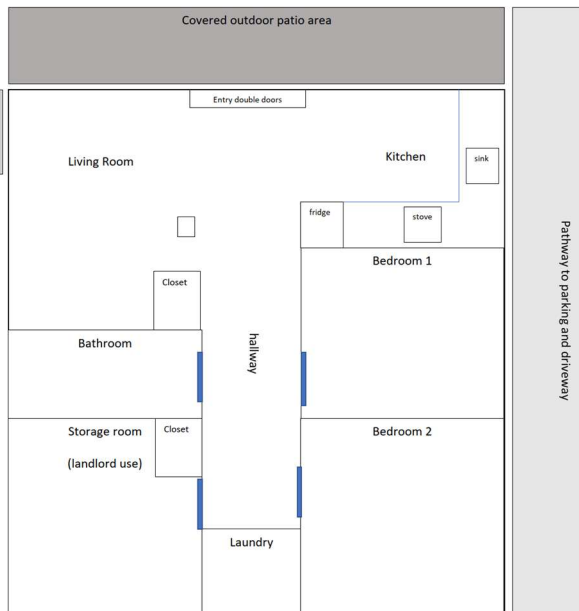 Covered outdoor patio area
Entry double doors
Living Room
Kitchen
sink
fridge
stove
Closet
Bedroom 1
Bathroom
hallway
Pathway to parking and driveway
Storage room
(landlord use)
Closet
Bedroom 2
Laundry